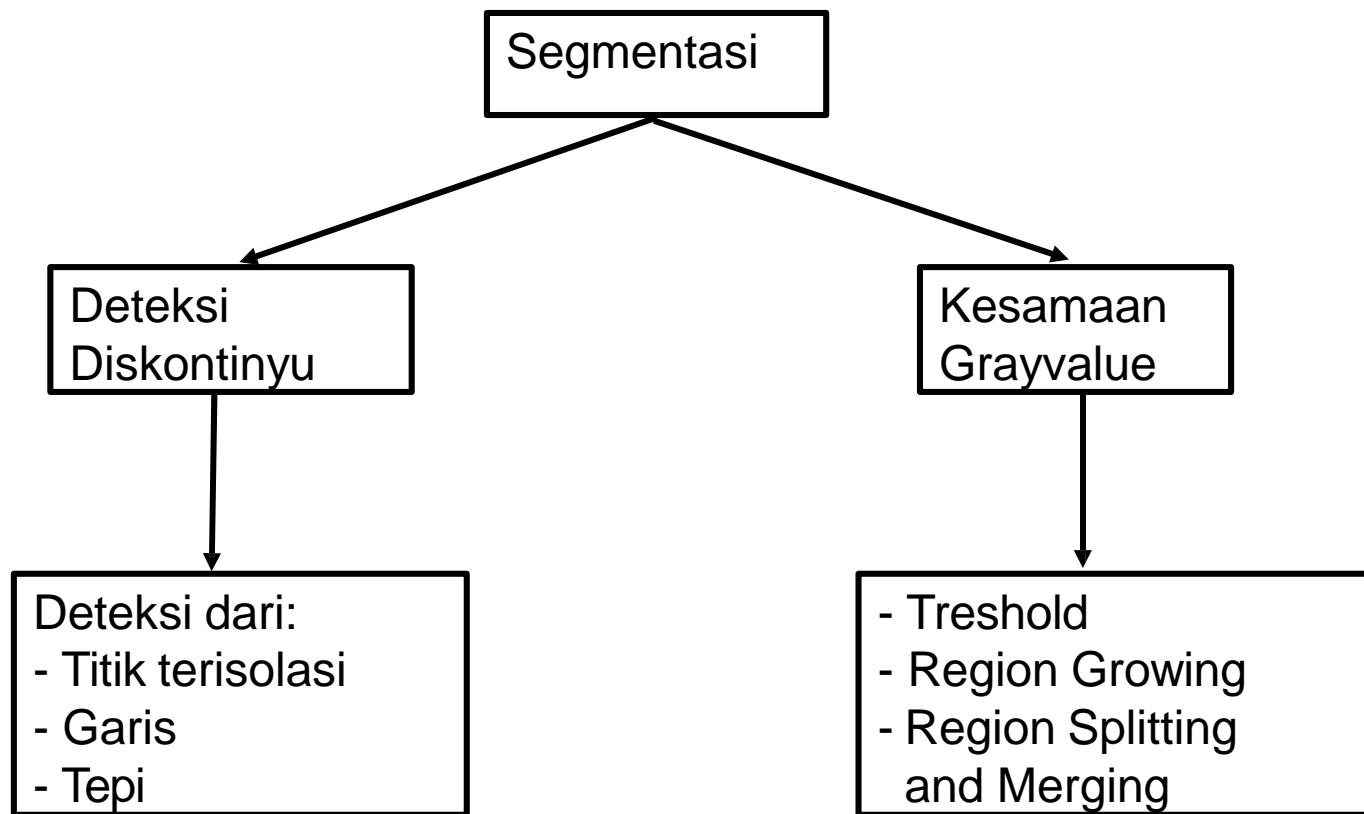 Segmentasi
Deteksi
Diskontinyu
Kesamaan
Grayvalue
Deteksi dari:
- Titik terisolasi
- Garis
- Tepi
- Treshold
- Region Growing
- Region Splitting
and Merging